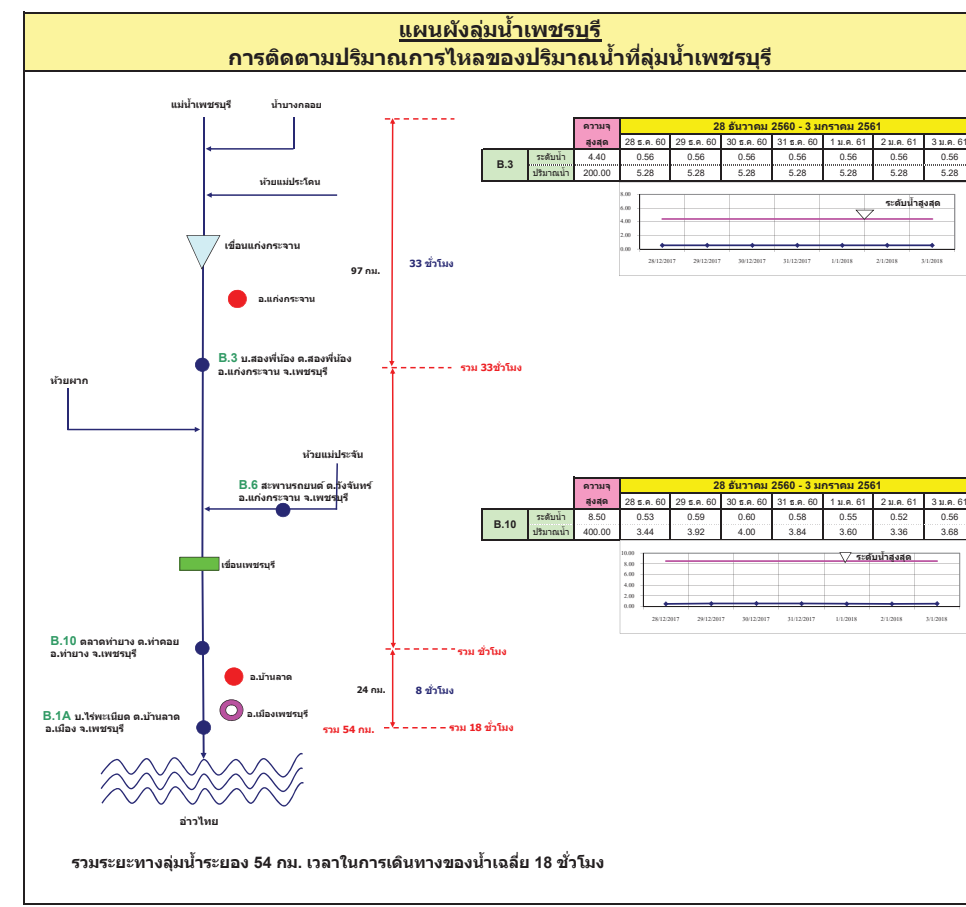 แผนผังลุ่มน้ำเพชรบุรี
การติดตามปริมาณการไหลของปริมาณน้ำที่ลุ่มน้ำเพชรบุรี
แม่น้ำเพชรบุรี
น้ำบางกลอย
ห้วยแม่ประโดน
เขื่อนแก่งกระจาน
97 กม.
33 ชั่วโมง
อ.แก่งกระจาน
B.3 บ.สองพี่น้อง ต.สองพี่น้อง
อ.แก่งกระจาน จ.เพชรบุรี
รวม 33ชั่วโมง
ห้วยผาก
ห้วยแม่ประจัน
B.6 สะพานรถยนต์ ต.วังจันทร์
อ.แก่งกระจาน จ.เพชรบุรี
เขื่อนเพชรบุรี
B.10 ตลาดท่ายาง ต.ท่าคอย
อ.ท่ายาง จ.เพชรบุรี
รวม ชั่วโมง
อ.บ้านลาด
24 กม.
8 ชั่วโมง
อ.เมืองเพชรบุรี
B.1A บ.ไร่พะเนียด ต.บ้านลาด
อ.เมือง จ.เพชรบุรี
รวม 54 กม.
รวม 18 ชั่วโมง
อ่าวไทย
รวมระยะทางลุ่มน้ำระยอง 54 กม. เวลาในการเดินทางของน้ำเฉลี่ย 18 ชั่วโมง
ความจุ 28 ธันวาคม 2560 - 3 มกราคม 2561
สูงสุด 28 ธ.ค. 60 29 ธ.ค. 60 30 ธ.ค. 60 31 ธ.ค. 60 1 ม.ค. 61 2 ม.ค. 61 3 ม.ค. 61
B.3 ระดับน้ำ 4.40 0.56 0.56 0.56 0.56 0.56 0.56 0.56
ปริมาณน้ำ 200.00 5.28 5.28 5.28 5.28 5.28 5.28 5.28
ระดับน้ำสูงสุด
8.00
6.00
4.00
2.00
0.00
28/12/2017 29/12/2017 30/12/2017 31/12/2017 1/1/2018 2/1/2018 3/1/2018
ความจุ 28 ธันวาคม 2560 - 3 มกราคม 2561
สูงสุด 28 ธ.ค. 60 29 ธ.ค. 60 30 ธ.ค. 60 31 ธ.ค. 60 1 ม.ค. 61 2 ม.ค. 61 3 ม.ค. 61
B.10 ระดับน้ำ 8.50 0.53 0.59 0.60 0.58 0.55 0.52 0.56
ปริมาณน้ำ 400.00 3.44 3.92 4.00 3.84 3.60 3.36 3.68
ระดับน้ำสูงสุด
10.00
8.00
6.00
4.00
2.00
0.00
28/12/2017 29/12/2017 30/12/2017 31/12/2017 1/1/2018 2/1/2018 3/1/2018